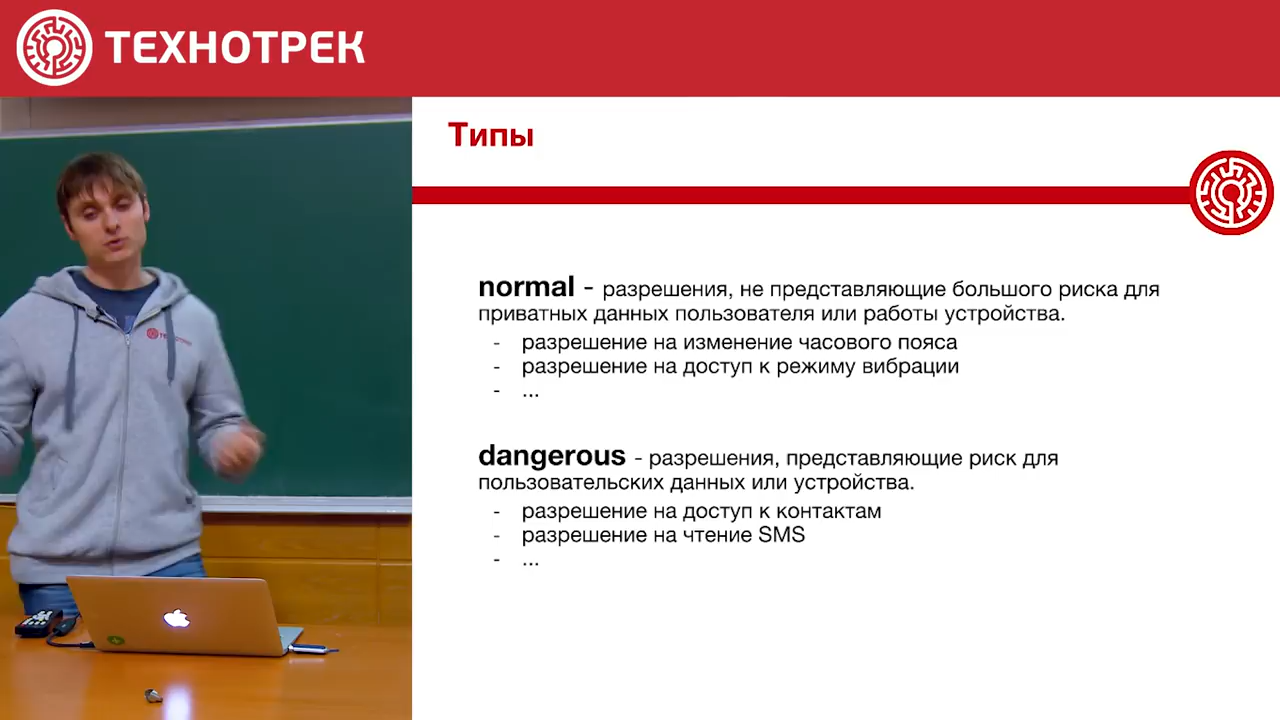 ТЕХНОТРЕК
Типы
normal - разрешения, не представляющие большого риска для
приватных данных пользователя или работы устройства.
- разрешение на изменение часового пояса
- разрешение на доступ к режиму вибрации
- ...
dangerous - разрешения, представляющие риск для
пользовательских данных или устройства.
- разрешение на доступ к контактам
- разрешение на чтение SMS
- ...
ТЕХНОТРЕК